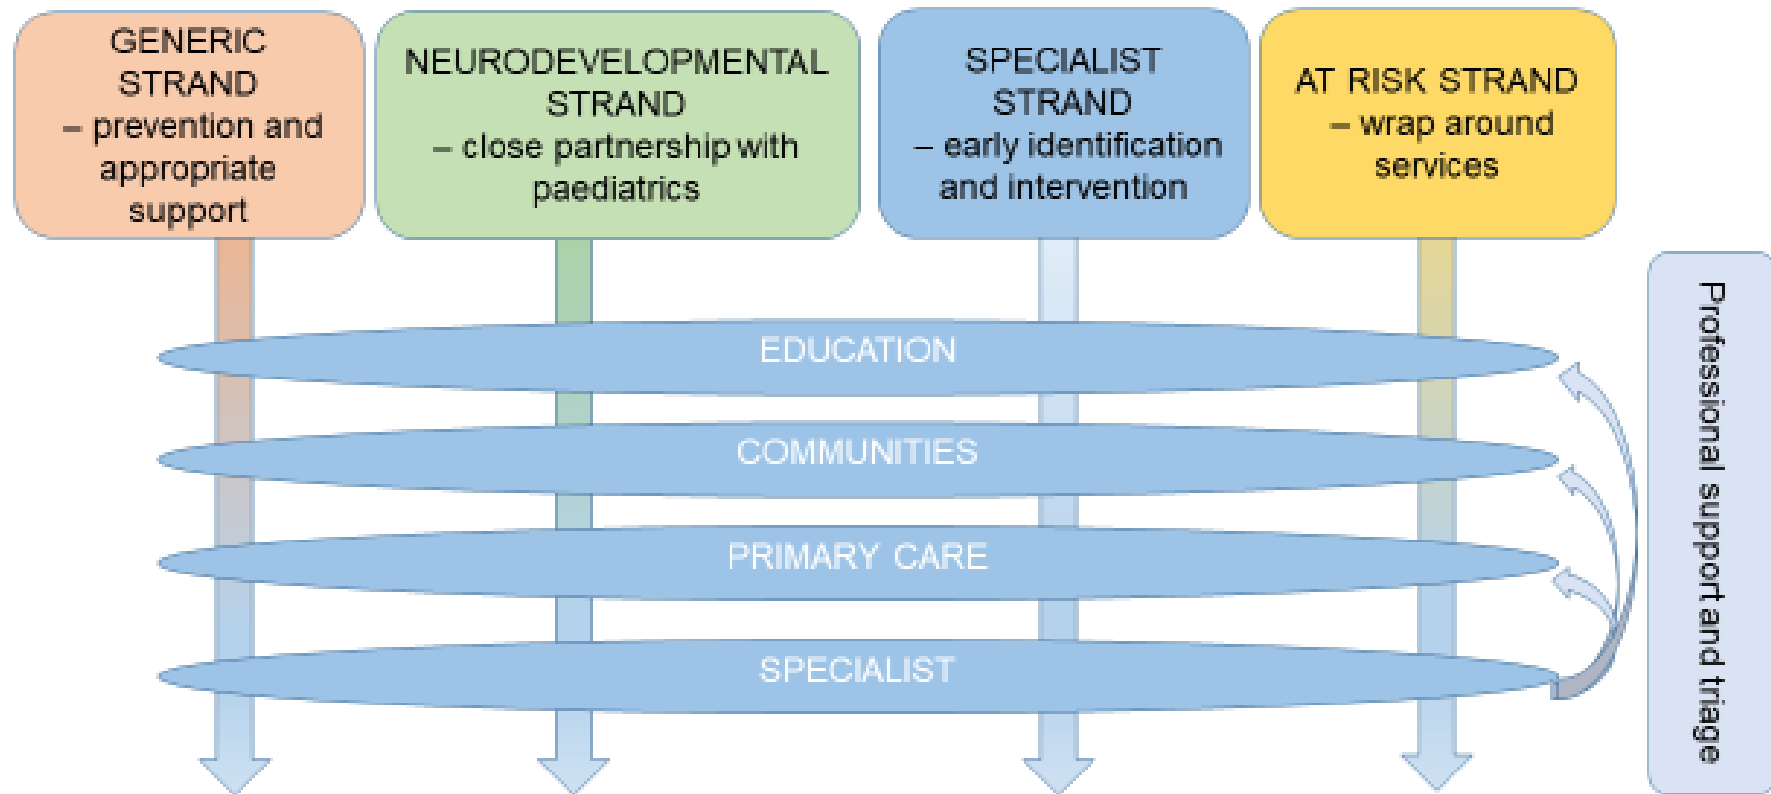 GENERIC
STRAND
– prevention and
appropriate
support
NEURODEVELOPMENTAL
STRAND
– close partnership with
paediatrics
SPECIALIST
STRAND
– early identification
and intervention
AT RISK STRAND
– wrap around
services
EDUCATION
COMMUNITIES
PRIMARY CARE
SPECIALIST
Professional support and triage